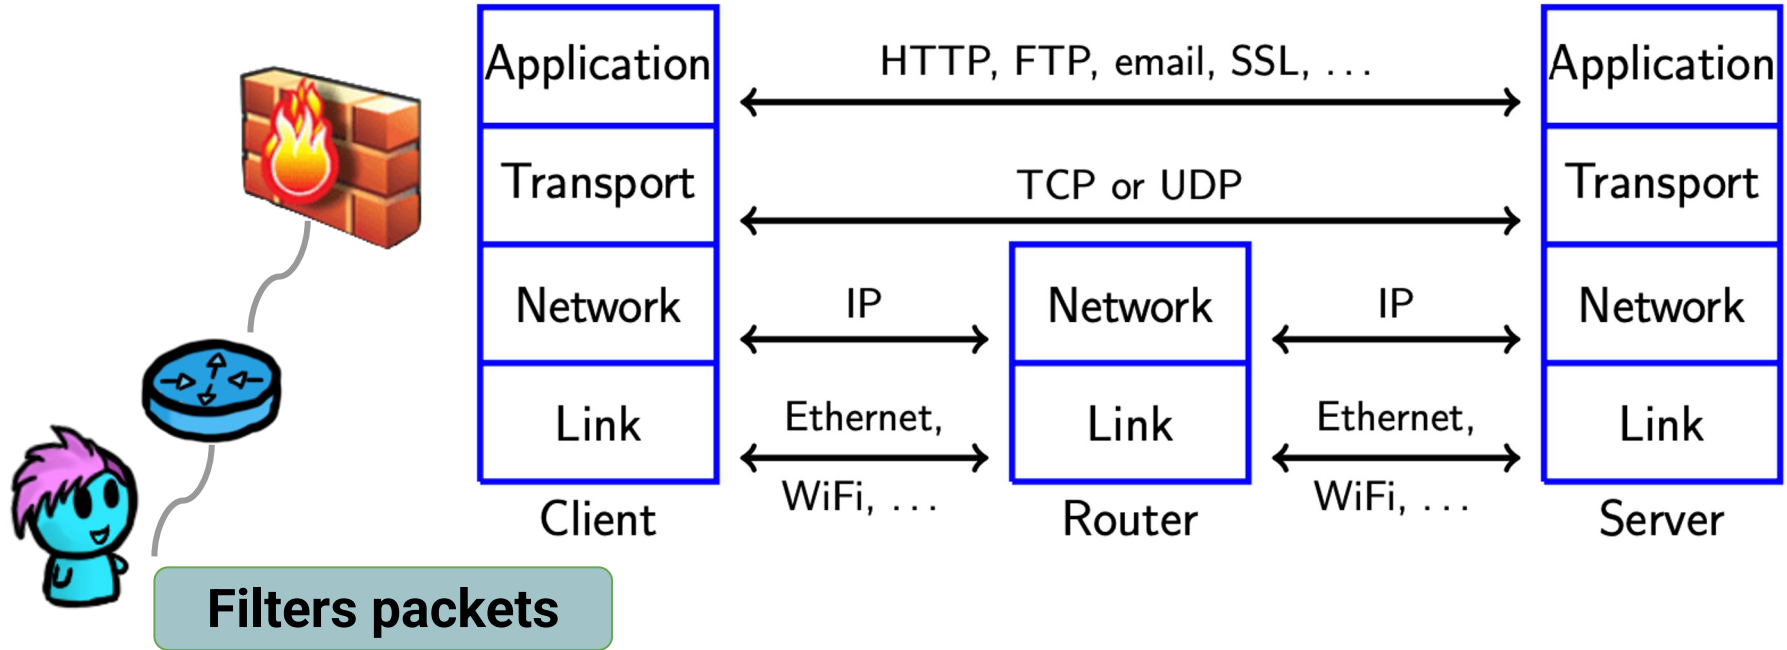 Application
HTTP, FTP, email, SSL, ...
Application
Transport
TCP or UDP
Transport
Network
IP
Network
IP
Network
Link
Ethernet,
WiFi, ...
Link
Ethernet,
WiFi, ...
Link
Client
Router
Server
Filters packets